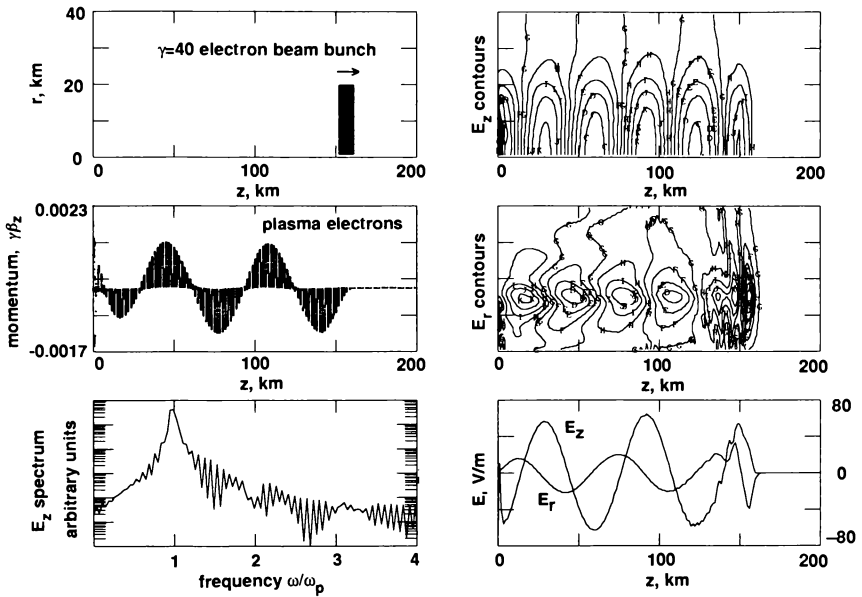 40
20
0
r, km
γ=40 electron beam bunch
0
100
200
z, km
E_z contours
0
100
200
z, km
0.0023
-0.0017
momentum, γβ_z
plasma electrons
0
100
200
z, km
E_r contours
0
100
200
z, km
E_z spectrum
arbitrary units
1
2
3
4
frequency ω/ω_p
E_z
E_r
80
0
-80
E, V/m
0
100
200
z, km